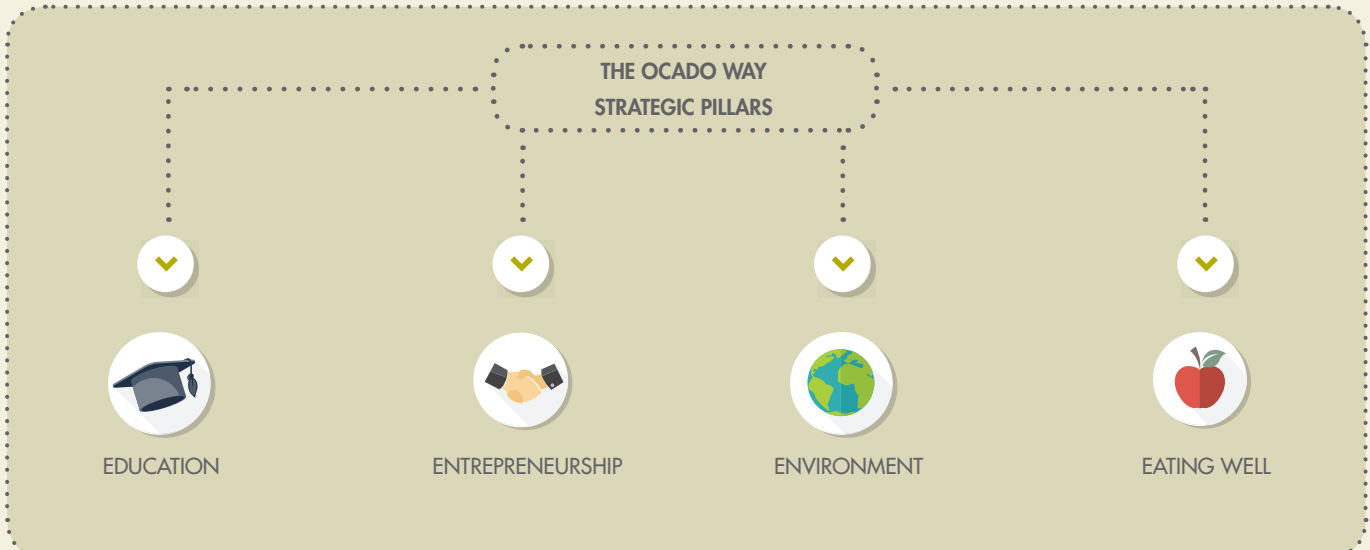 THE OCADO WAY
STRATEGIC PILLARS
EDUCATION
ENTREPRENEURSHIP
ENVIRONMENT
EATING WELL